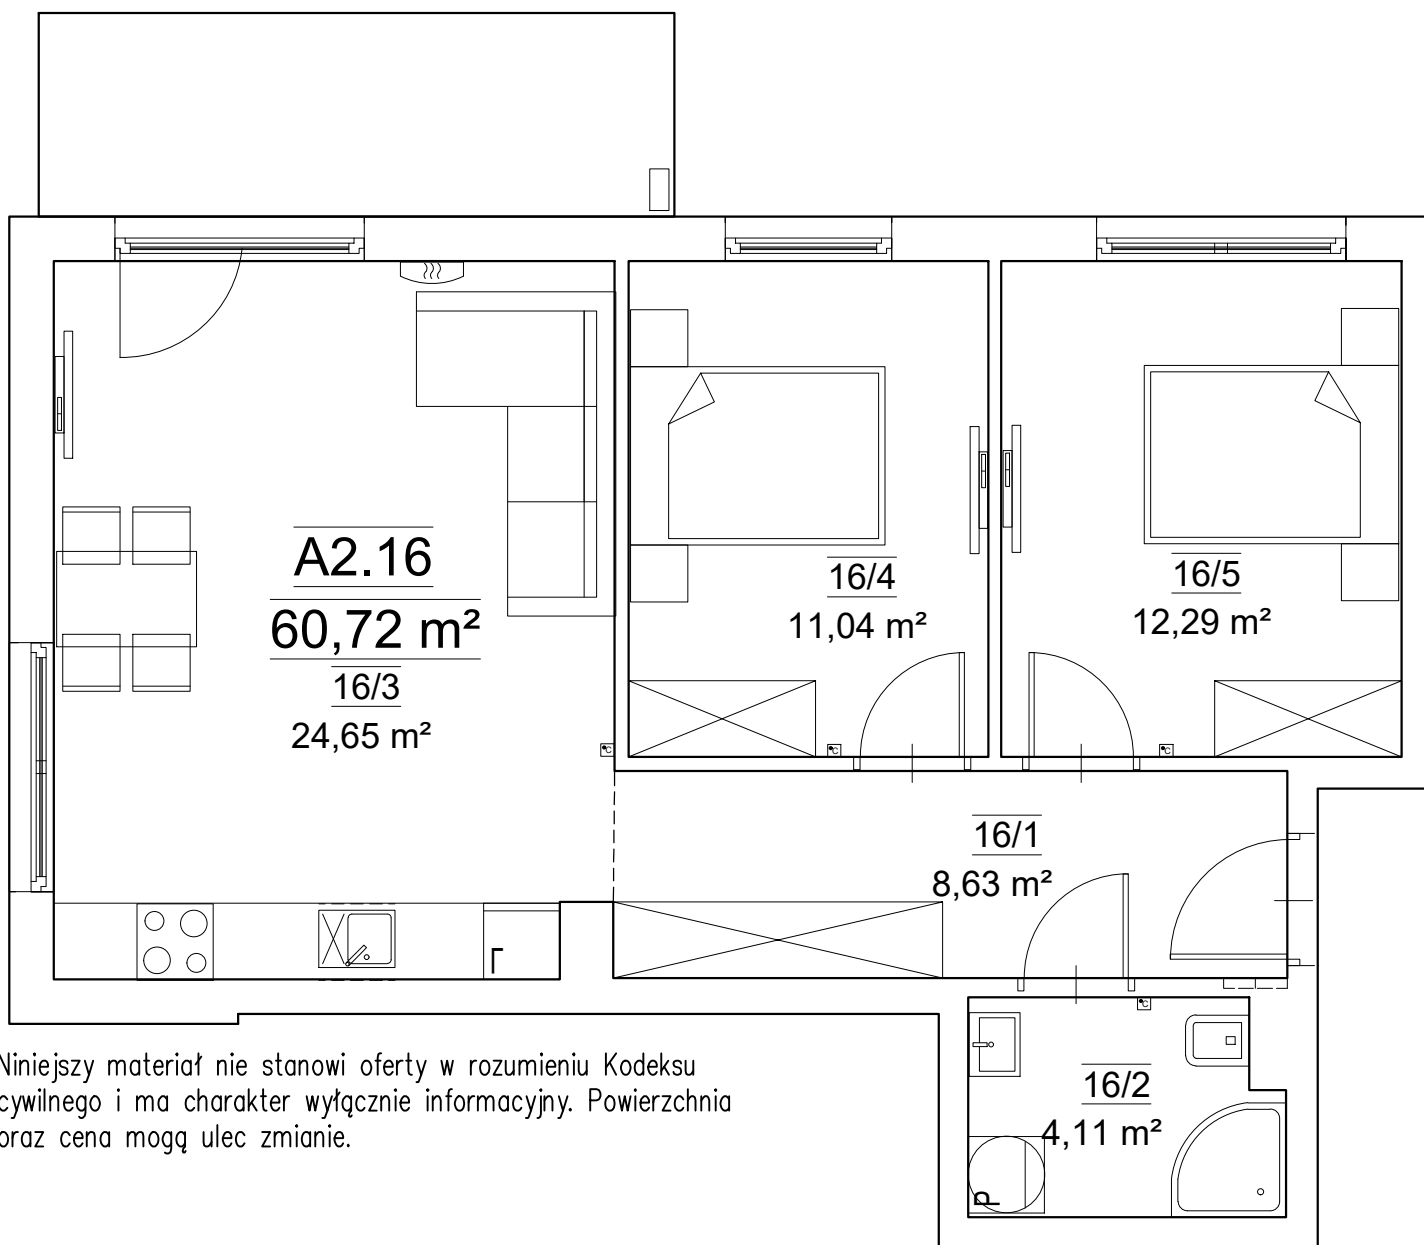 A2.16
60,72 m²
16/3
24,65 m²
16/4
11,04 m²
16/5
12,29 m²
°C
°C
°C
16/1
8,63 m²
°C
16/2
4,11 m²
P
Niniejszy materiał nie stanowi oferty w rozumieniu Kodeksu
cywilnego i ma charakter wyłącznie informacyjny. Powierzchnia
oraz cena mogą ulec zmianie.